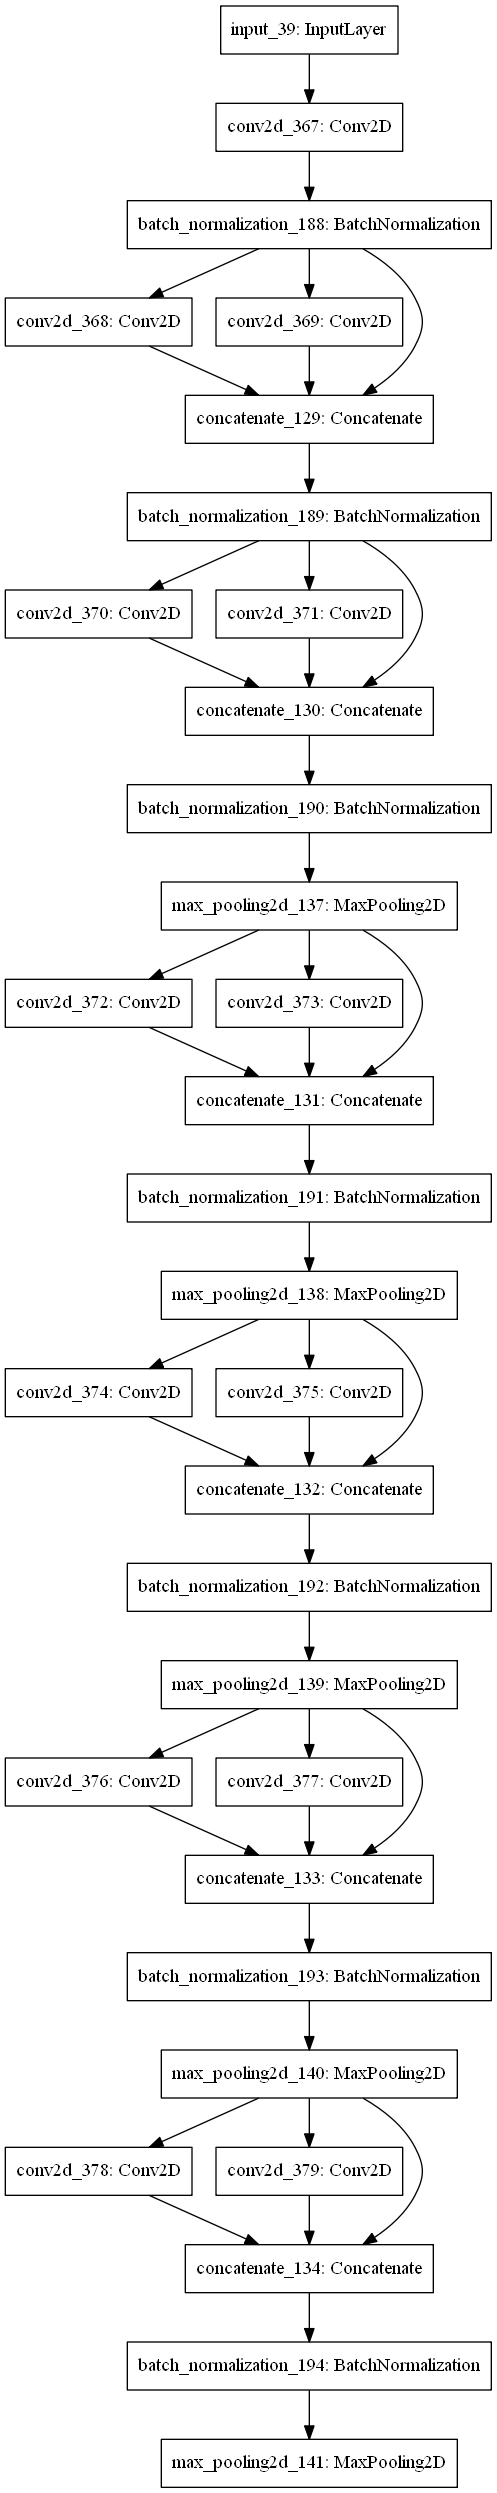 input_39: InputLayer
conv2d_367: Conv2D
batch_normalization_188: BatchNormalization
conv2d_368: Conv2D
conv2d_369: Conv2D
concatenate_129: Concatenate
batch_normalization_189: BatchNormalization
conv2d_370: Conv2D
conv2d_371: Conv2D
concatenate_130: Concatenate
batch_normalization_190: BatchNormalization
max_pooling2d_137: MaxPooling2D
conv2d_372: Conv2D
conv2d_373: Conv2D
concatenate_131: Concatenate
batch_normalization_191: BatchNormalization
max_pooling2d_138: MaxPooling2D
conv2d_374: Conv2D
conv2d_375: Conv2D
concatenate_132: Concatenate
batch_normalization_192: BatchNormalization
max_pooling2d_139: MaxPooling2D
conv2d_376: Conv2D
conv2d_377: Conv2D
concatenate_133: Concatenate
batch_normalization_193: BatchNormalization
max_pooling2d_140: MaxPooling2D
conv2d_378: Conv2D
conv2d_379: Conv2D
concatenate_134: Concatenate
batch_normalization_194: BatchNormalization
max_pooling2d_141: MaxPooling2D